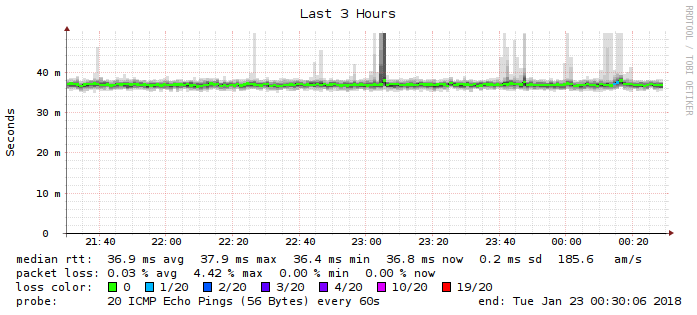 Last 3 Hours
RRDTOOL / TOBI OETIKER
Seconds
40 m
30 m
20 m
10 m
0
21:40 22:00 22:20 22:40 23:00 23:20 23:40 00:00 00:20
median rtt: 36.9 ms avg 37.9 ms max 36.4 ms min 36.8 ms now 0.2 ms sd 185.6 am/s
packet loss: 0.03 % avg 4.42 % max 0.00 % min 0.00 % now
loss color: 0 1/20 2/20 3/20 4/20 10/20 19/20
probe: 20 ICMP Echo Pings (56 Bytes) every 60s end: Tue Jan 23 00:30:06 2018